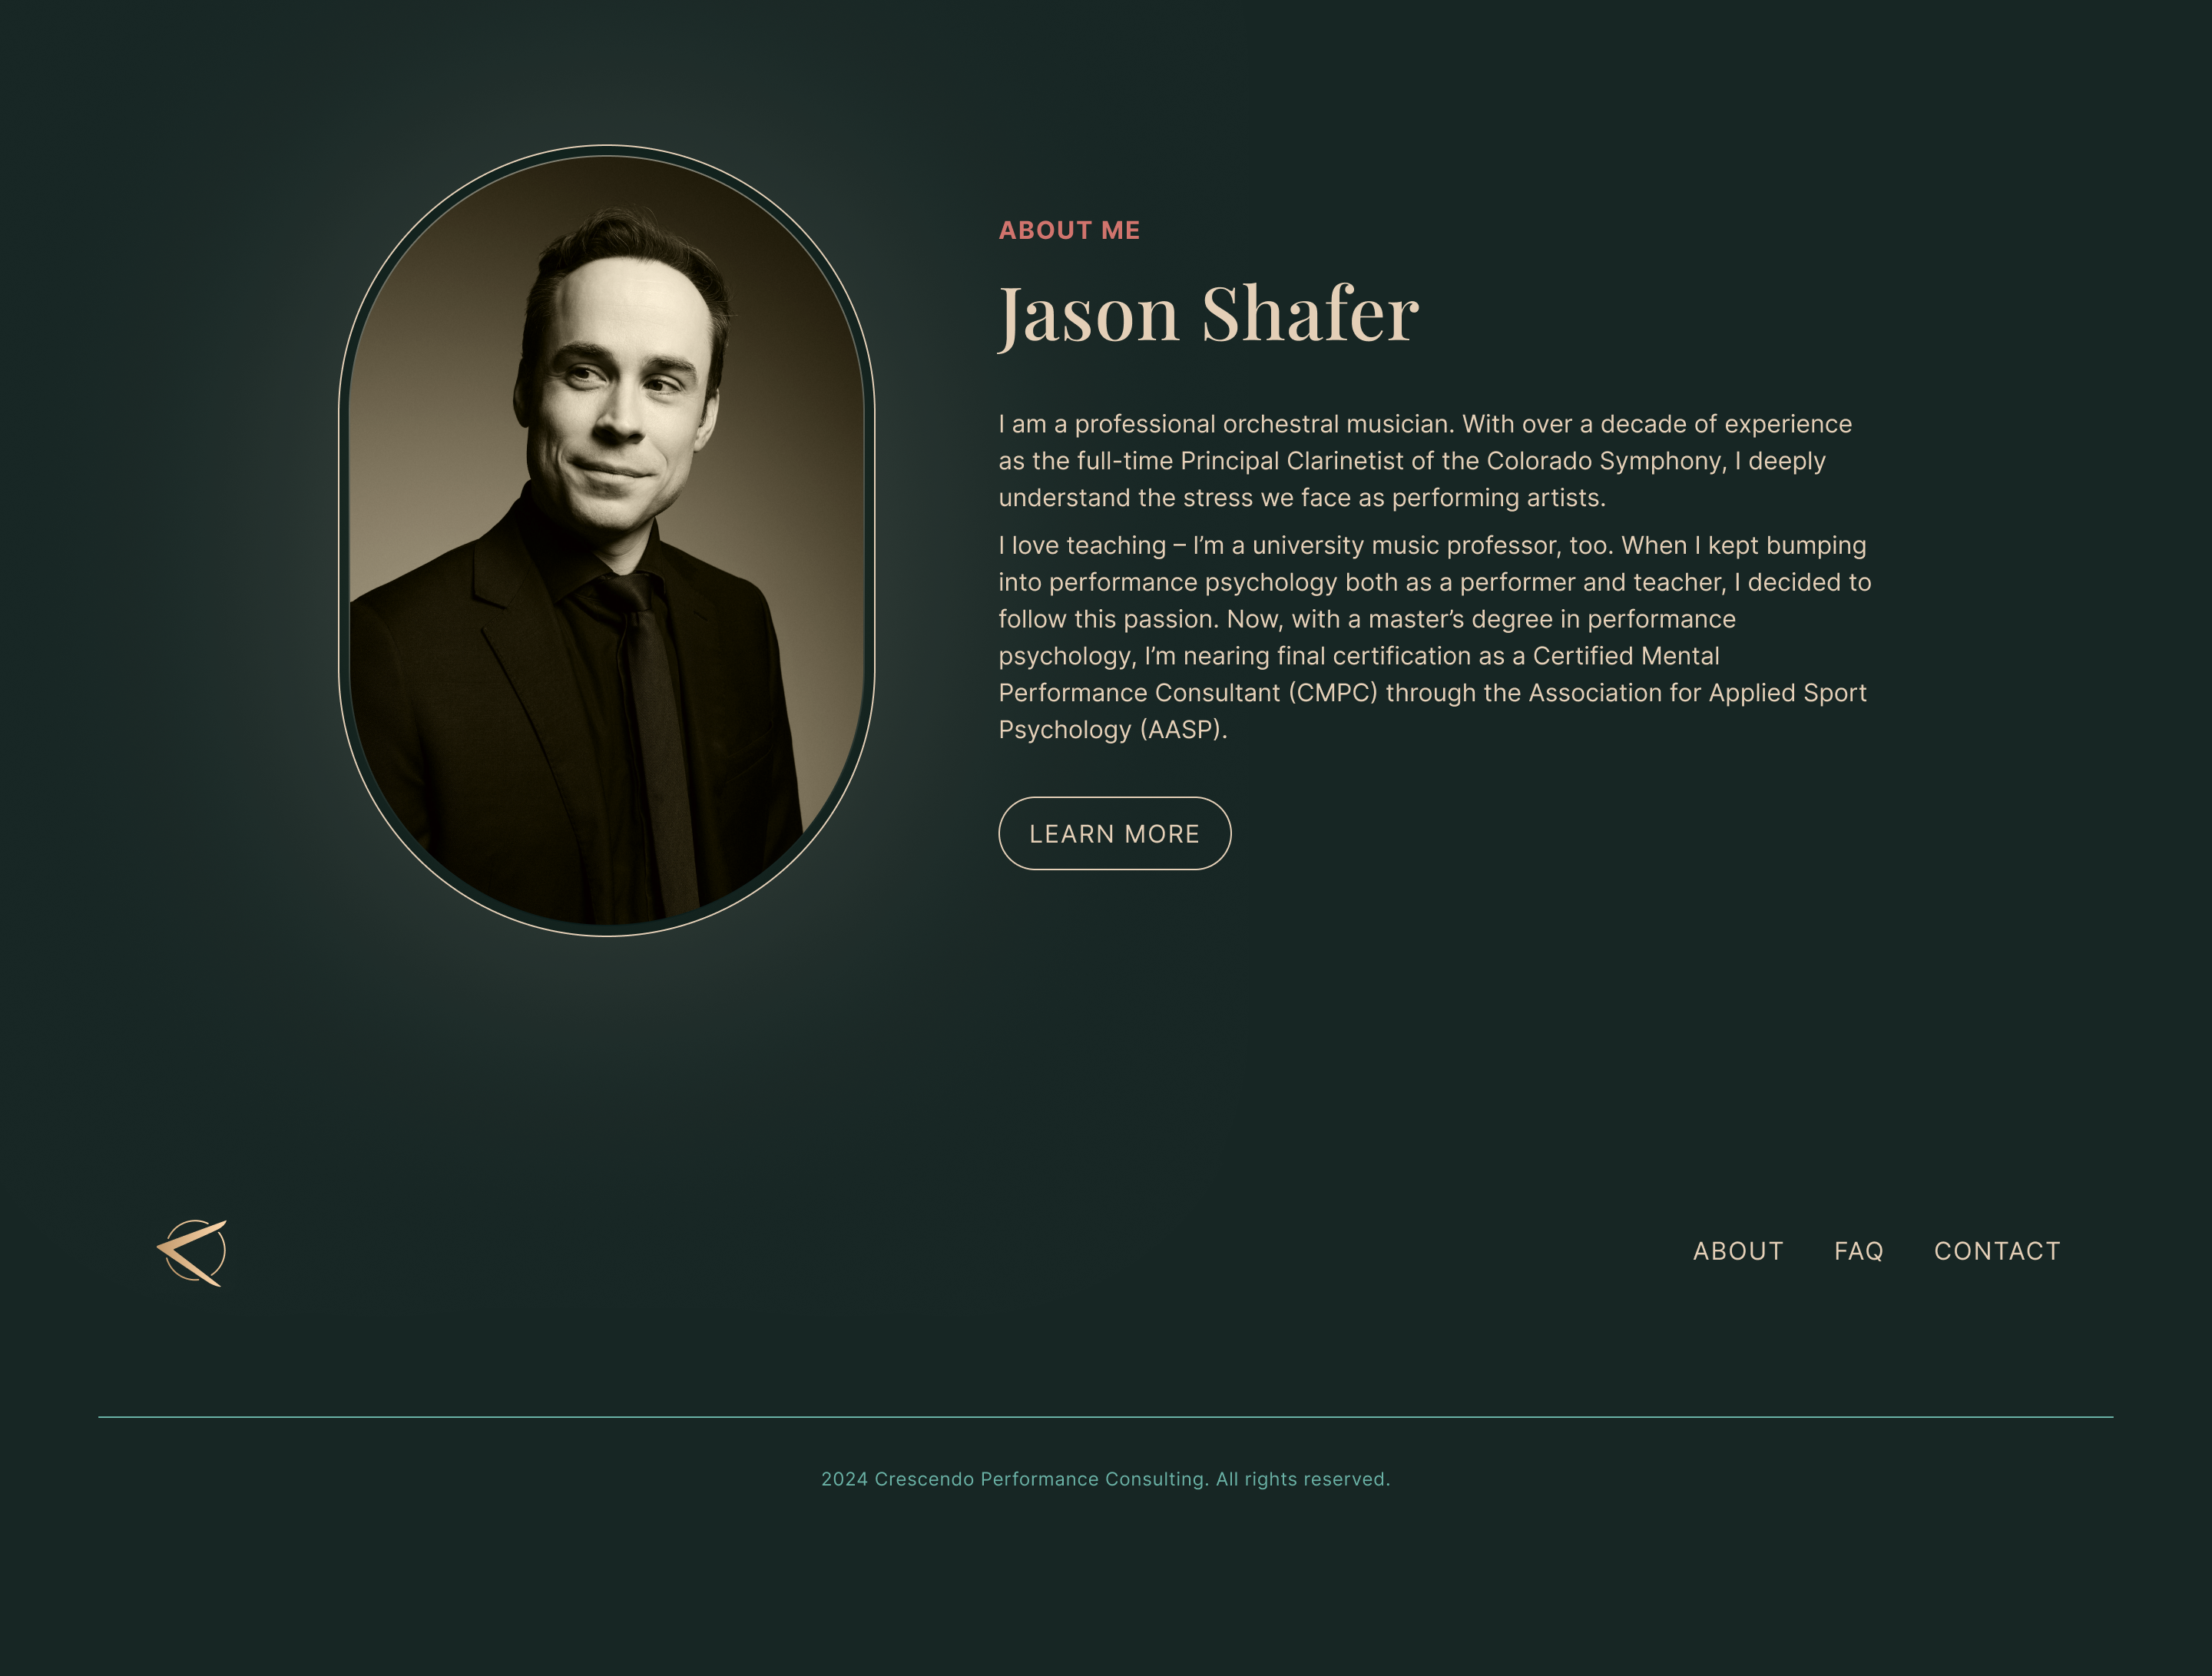 ABOUT ME
Jason Shafer
I am a professional orchestral musician. With over a decade of experience
as the full-time Principal Clarinetist of the Colorado Symphony, I deeply
understand the stress we face as performing artists.
I love teaching – I’m a university music professor, too. When I kept bumping
into performance psychology both as a performer and teacher, I decided to
follow this passion. Now, with a master’s degree in performance
psychology, I’m nearing final certification as a Certified Mental
Performance Consultant (CMPC) through the Association for Applied Sport
Psychology (AASP).
LEARN MORE
ABOUT FAQ CONTACT
2024 Crescendo Performance Consulting. All rights reserved.